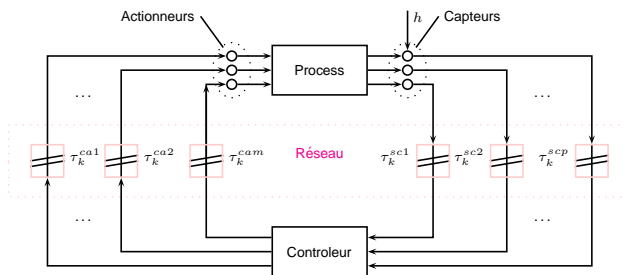 Actionneurs
h
Capteurs
Process
...
...
τ_k^{ca1}
τ_k^{ca2}
τ_k^{cam}
Réseau
τ_k^{sc1}
τ_k^{sc2}
τ_k^{scp}
...
...
Controleur